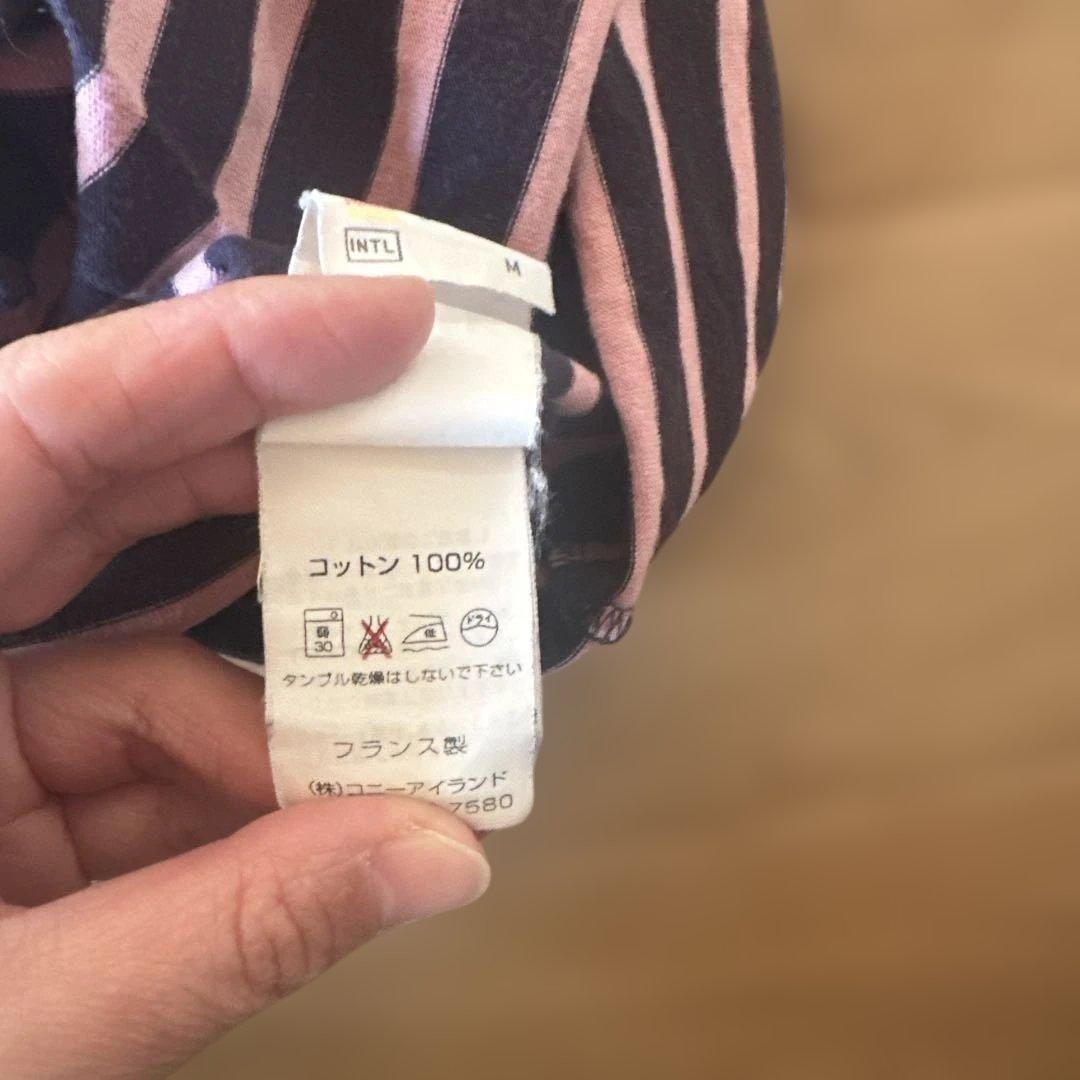 INTL M
コットン 100%
弱 30 低 ドライ
タンブル乾燥はしないで下さい
フランス製
(株)コニーアイランド
7580